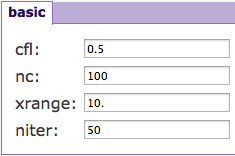 basic
cfl: 0.5
nc: 100
xrange: 10.
niter: 50